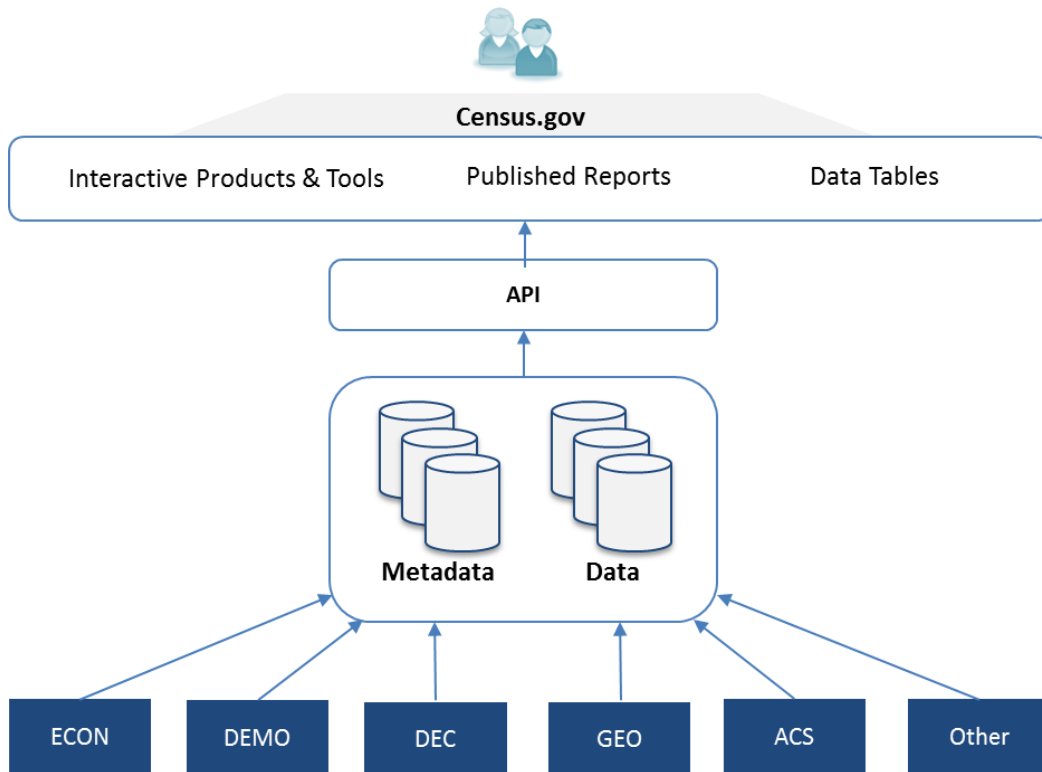 Census.gov
Interactive Products & Tools Published Reports Data Tables
API
Metadata Data
ECON DEMO DEC GEO ACS Other